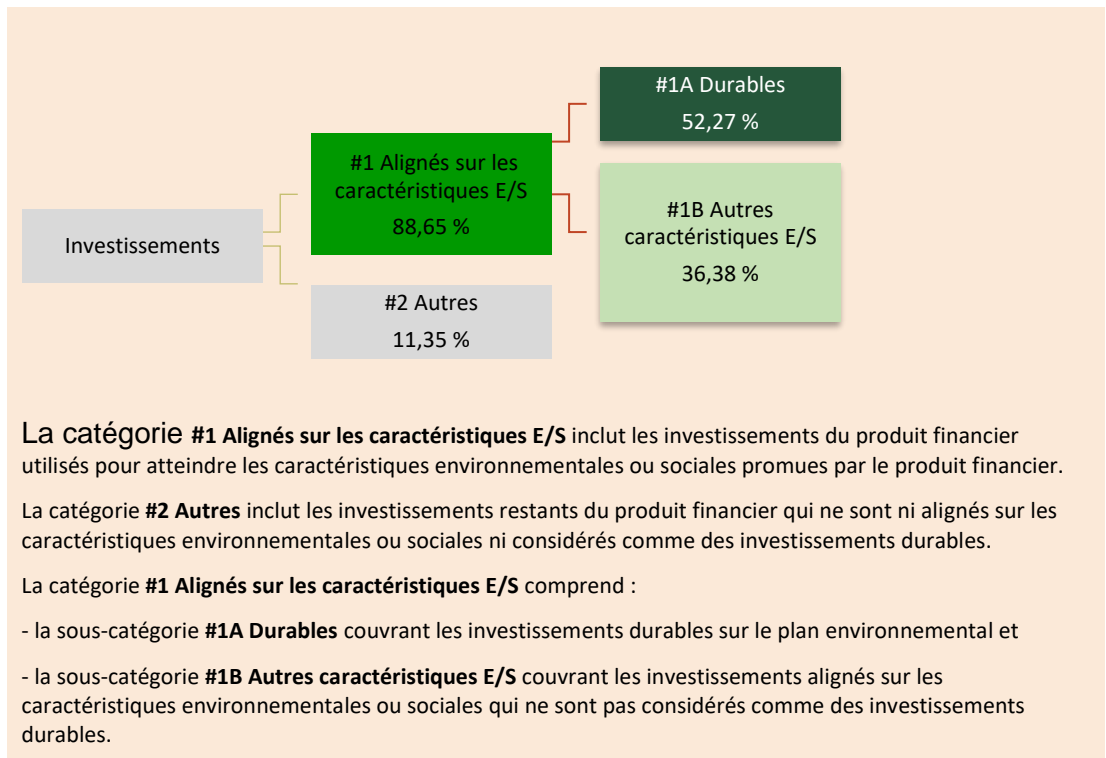 #1A Durables
52,27 %
#1 Alignés sur les
caractéristiques E/S
88,65 %
#1B Autres
caractéristiques E/S
36,38 %
Investissements
#2 Autres
11,35 %
La catégorie #1 Alignés sur les caractéristiques E/S inclut les investissements du produit financier
utilisés pour atteindre les caractéristiques environnementales ou sociales promues par le produit financier.
La catégorie #2 Autres inclut les investissements restants du produit financier qui ne sont ni alignés sur les
caractéristiques environnementales ou sociales ni considérés comme des investissements durables.
La catégorie #1 Alignés sur les caractéristiques E/S comprend :
- la sous-catégorie #1A Durables couvrant les investissements durables sur le plan environnemental et
- la sous-catégorie #1B Autres caractéristiques E/S couvrant les investissements alignés sur les
caractéristiques environnementales ou sociales qui ne sont pas considérés comme des investissements
durables.